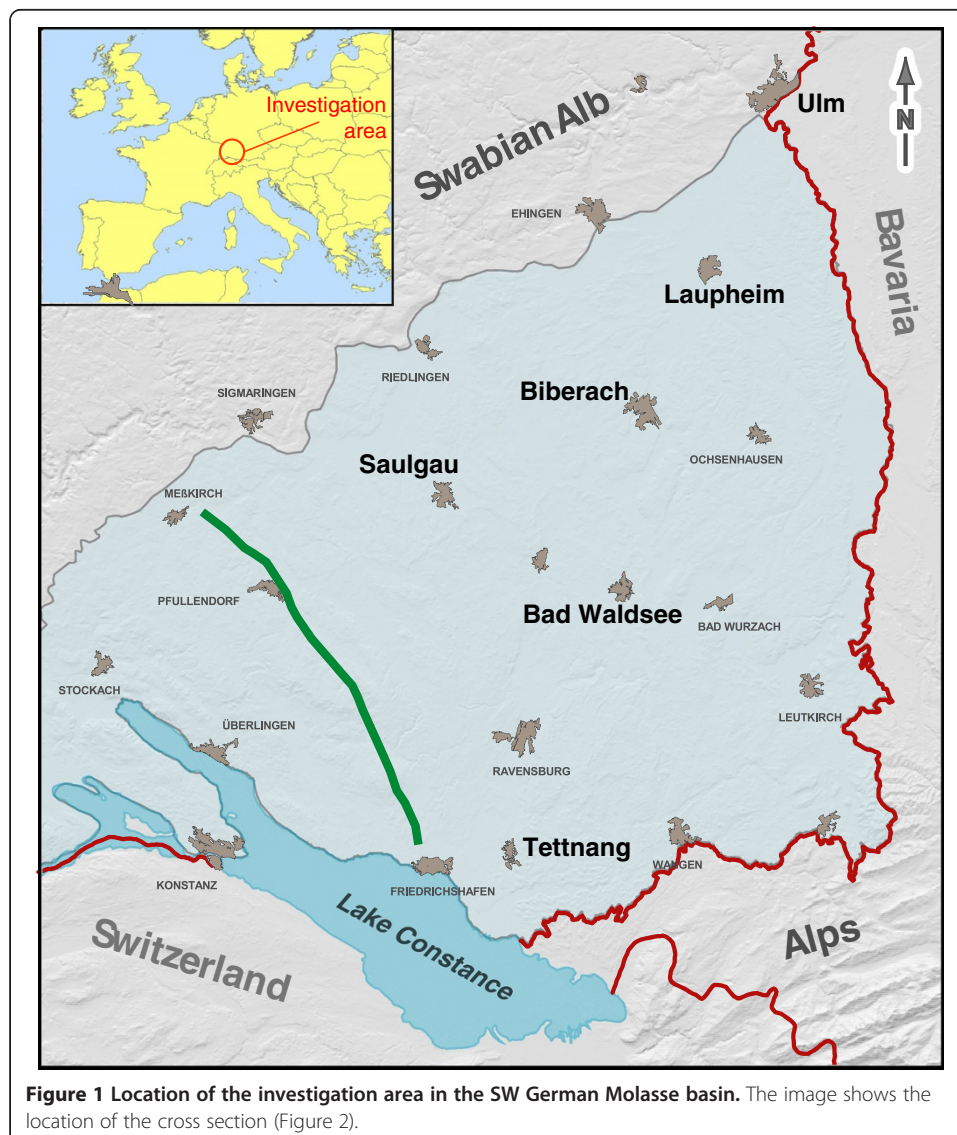 Investigation
area
N
Ulm
Swabian Alb
EHINGEN
Bavaria
Laupheim
RIEDLINGEN
SIGMARINGEN
Biberach
OCHSENHAUSEN
Saulgau
MEßKIRCH
PFULLENDORF
Bad Waldsee
BAD WURZACH
STOCKACH
LEUTKIRCH
ÜBERLINGEN
RAVENSBURG
Tettnang
WANGEN
KONSTANZ
FRIEDRICHSHAFEN
Lake Constance
Alps
Switzerland
Figure 1 Location of the investigation area in the SW German Molasse basin. The image shows the
location of the cross section (Figure 2).